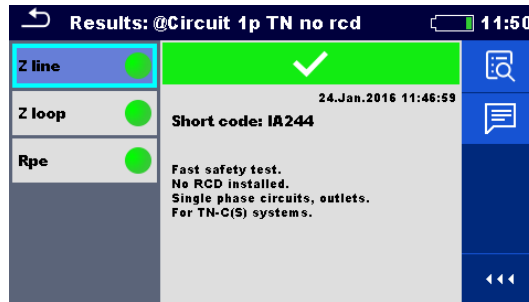 Results: @Circuit 1p TN no rcd
11:50
Z line
Z loop
Rpe
24.Jan.2016 11:46:59
Short code: IA244
Fast safety test.
No RCD installed.
Single phase circuits, outlets.
For TN-C(S) systems.